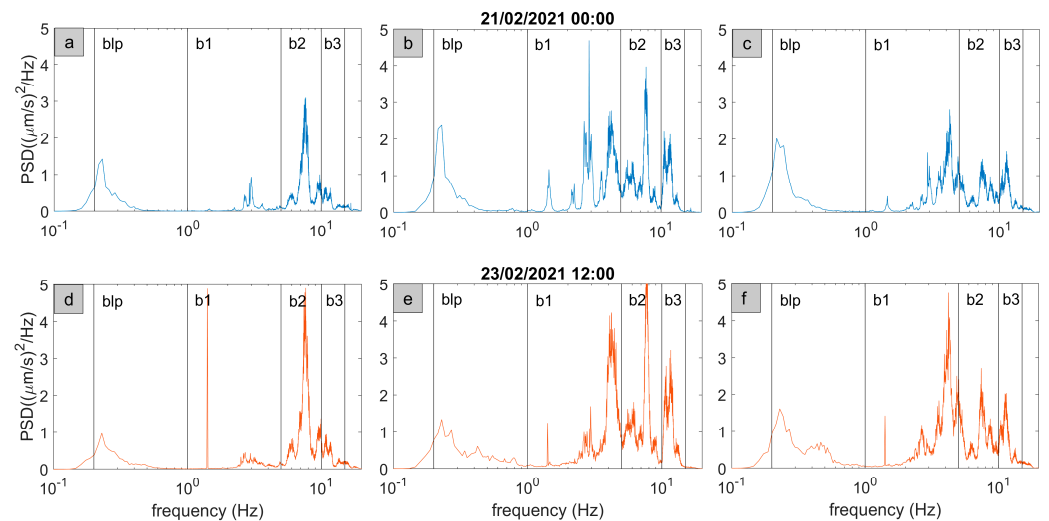 21/02/2021 00:00
a blp b1 b2 b3
b blp b1 b2 b3
c blp b1 b2 b3
PSD((μm/s)²/Hz)
5 4 3 2 1 0
5 4 3 2 1 0
5 4 3 2 1 0
10⁻¹ 10⁰ 10¹
10⁻¹ 10⁰ 10¹
10⁻¹ 10⁰ 10¹
23/02/2021 12:00
d blp b1 b2 b3
e blp b1 b2 b3
f blp b1 b2 b3
PSD((μm/s)²/Hz)
5 4 3 2 1 0
5 4 3 2 1 0
5 4 3 2 1 0
10⁻¹ 10⁰ 10¹
10⁻¹ 10⁰ 10¹
10⁻¹ 10⁰ 10¹
frequency (Hz) frequency (Hz) frequency (Hz)